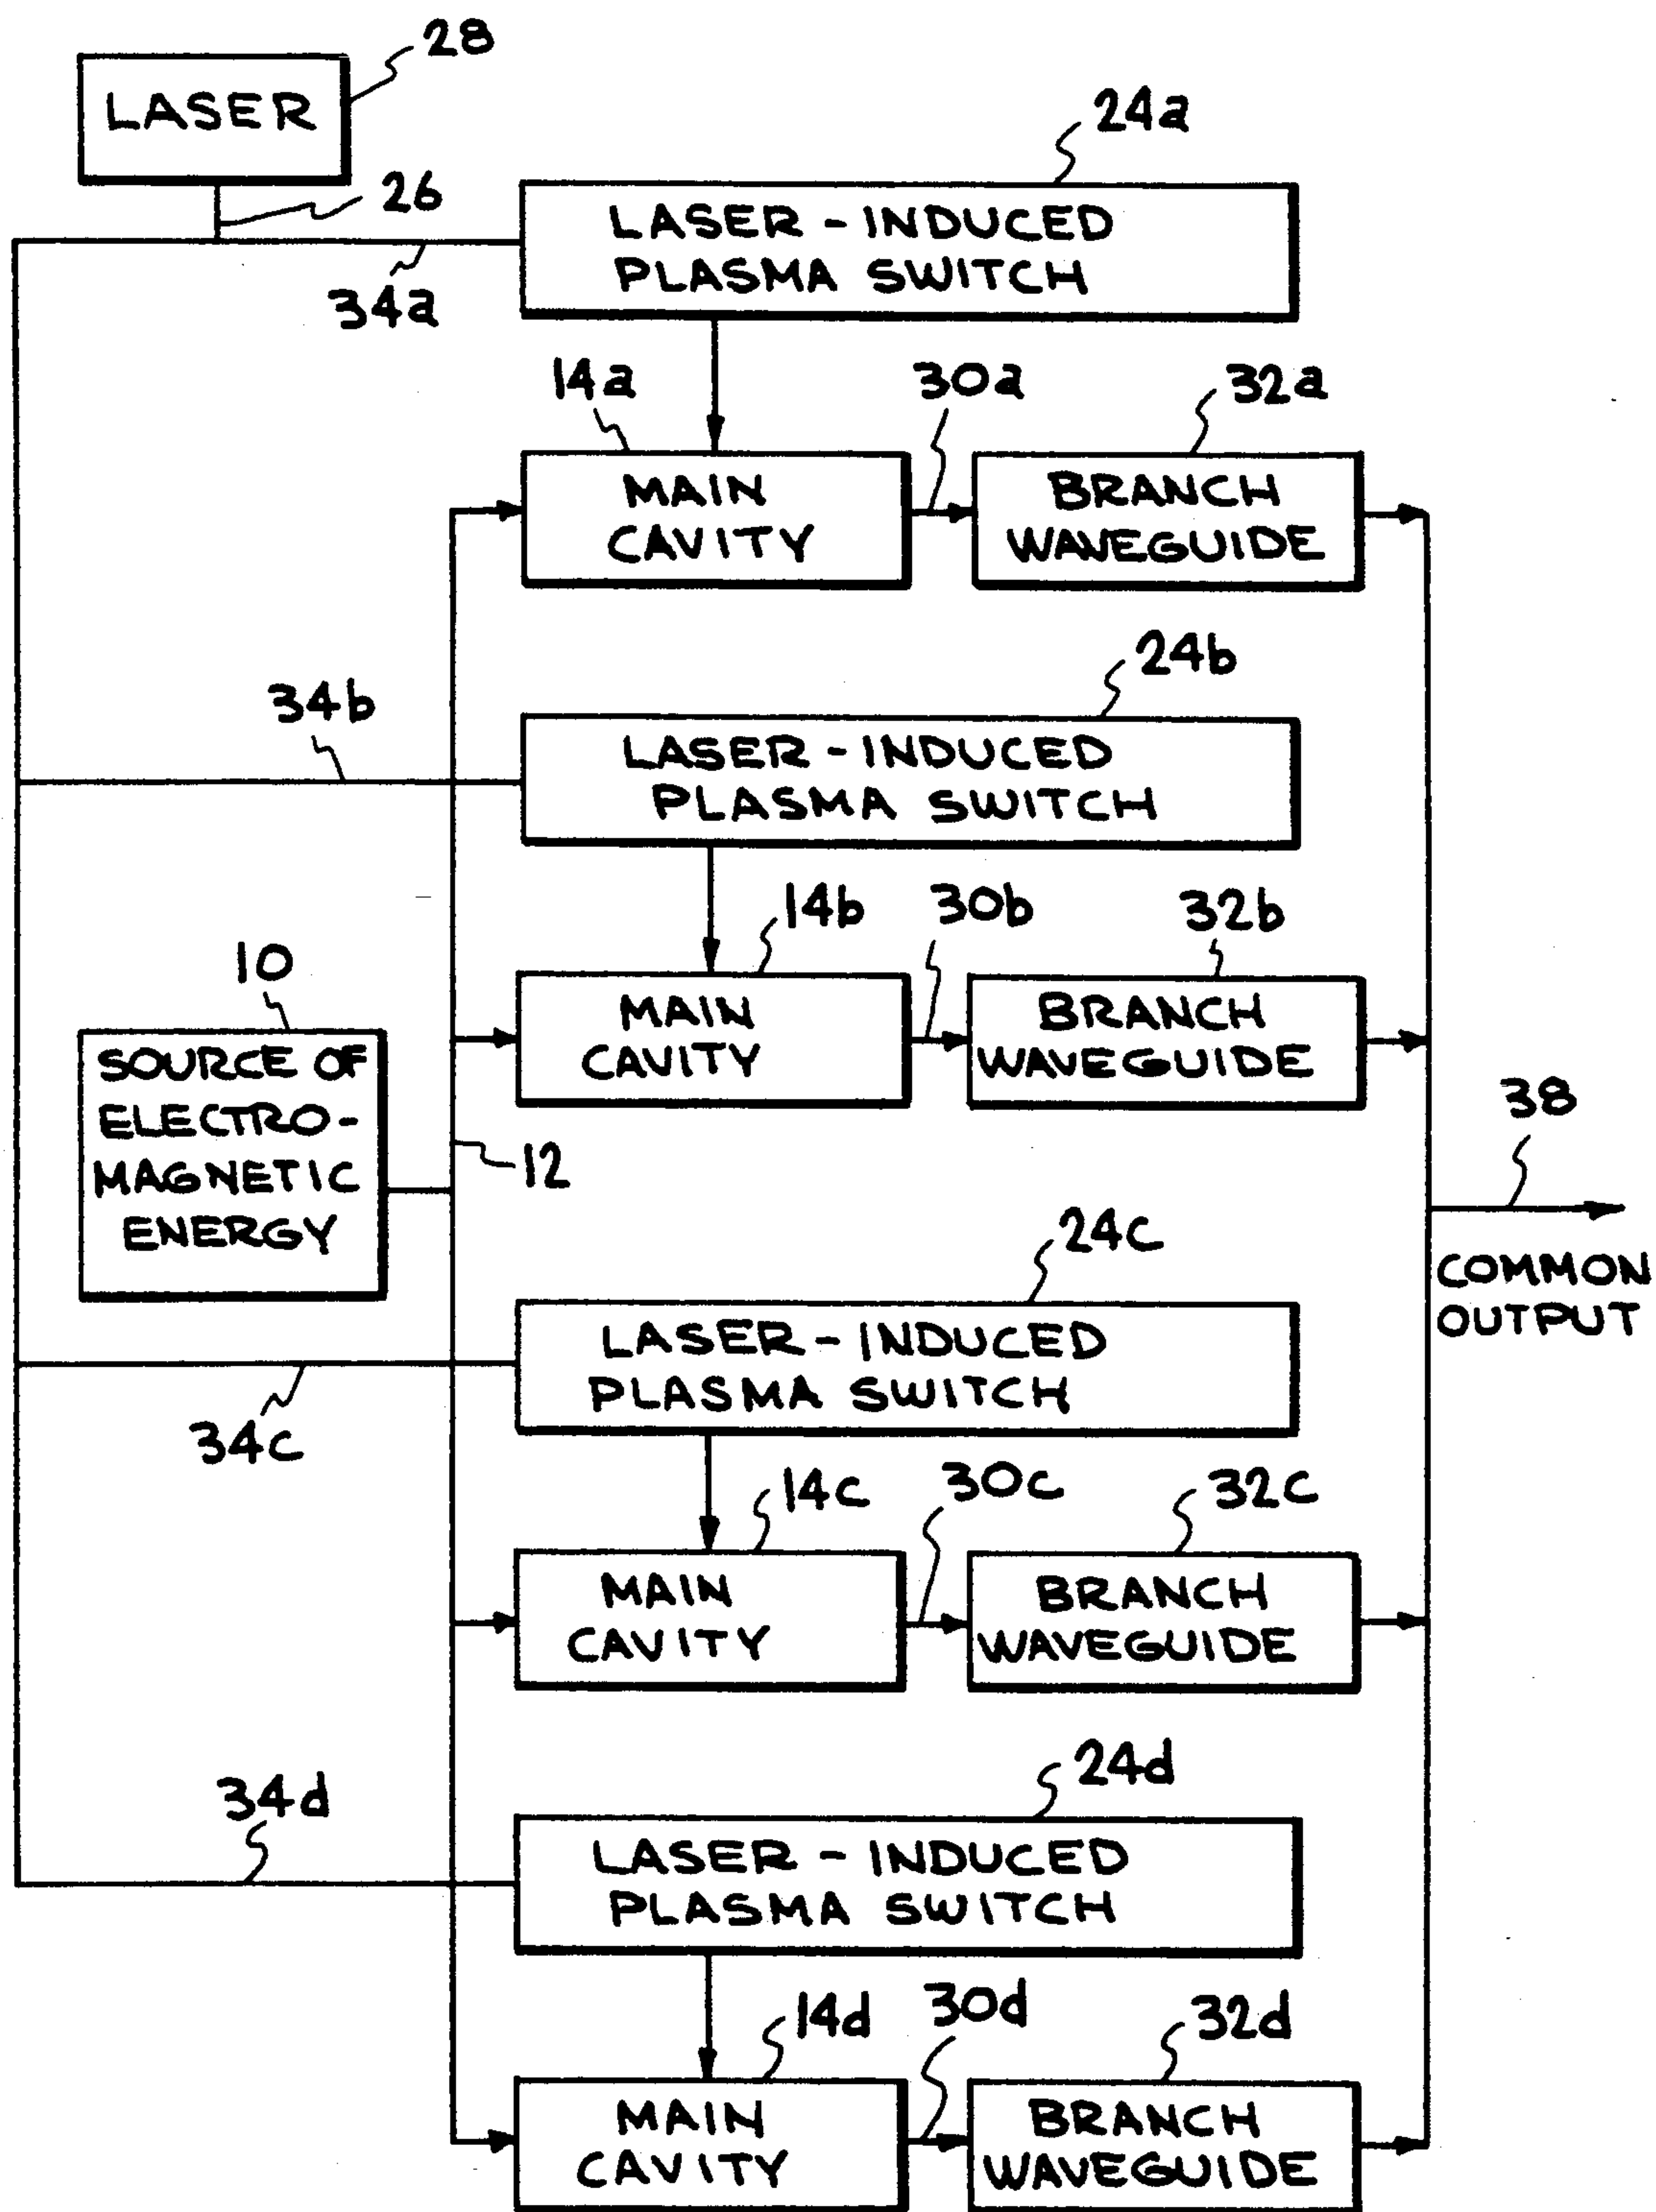 28
LASER
24a
26
LASER - INDUCED
PLASMA SWITCH
34a
14a
30a
32a
MAIN
CAVITY
BRANCH
WAVEGUIDE
24b
34b
LASER - INDUCED
PLASMA SWITCH
14b
30b
32b
10
MAIN
CAVITY
BRANCH
WAVEGUIDE
SOURCE OF
ELECTRO-
MAGNETIC
ENERGY
12
38
24c
COMMON
OUTPUT
LASER - INDUCED
PLASMA SWITCH
34c
14c
30c
32c
MAIN
CAVITY
BRANCH
WAVEGUIDE
24d
34d
LASER - INDUCED
PLASMA SWITCH
14d
30d
32d
MAIN
CAVITY
BRANCH
WAVEGUIDE